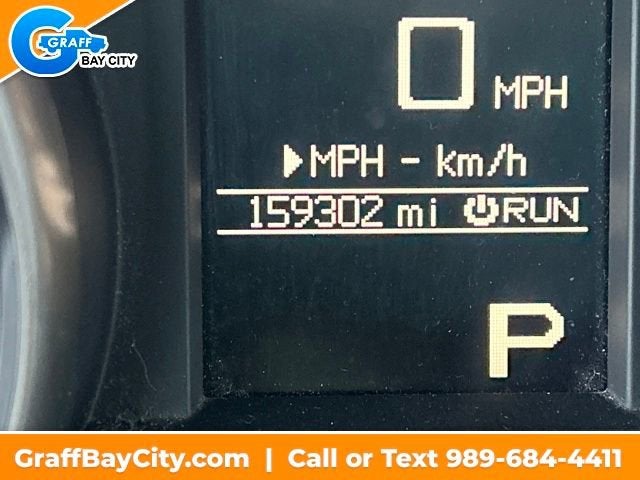 GRAFF
BAY CITY
0 MPH
▶MPH - km/h
159302 mi ⏻RUN
P
GraffBayCity.com | Call or Text 989-684-4411